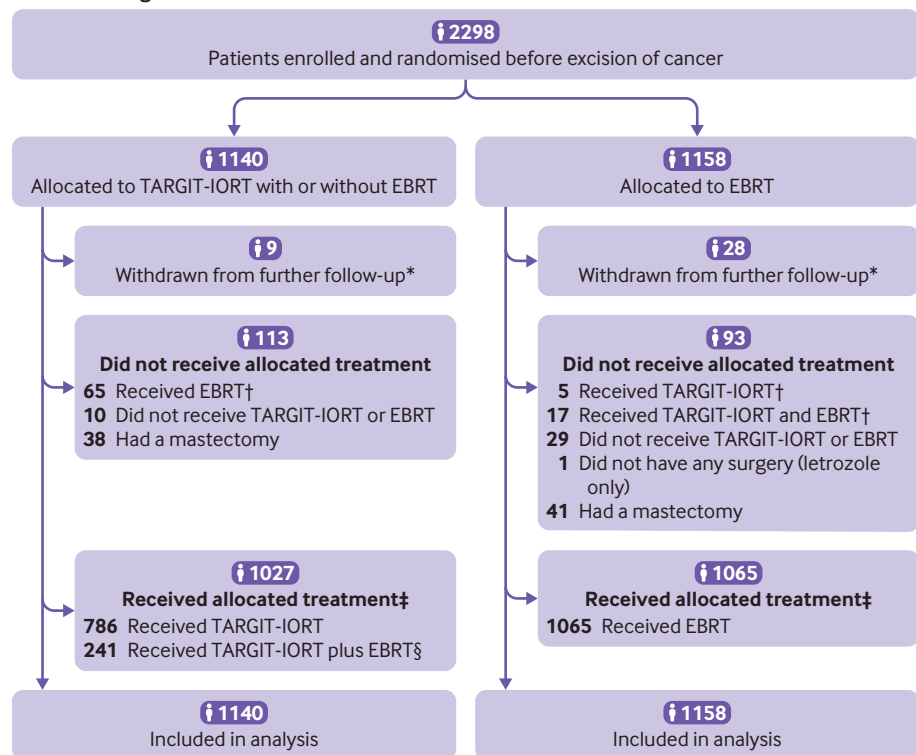 2298
Patients enrolled and randomised before excision of cancer
1140
Allocated to TARGIT-IORT with or without EBRT
9
Withdrawn from further follow-up*
113
Did not receive allocated treatment
65 Received EBRT†
10 Did not receive TARGIT-IORT or EBRT
38 Had a mastectomy
1027
Received allocated treatment‡
786 Received TARGIT-IORT
241 Received TARGIT-IORT plus EBRT§
1140
Included in analysis
1158
Allocated to EBRT
28
Withdrawn from further follow-up*
93
Did not receive allocated treatment
5 Received TARGIT-IORT†
17 Received TARGIT-IORT and EBRT†
29 Did not receive TARGIT-IORT or EBRT
1 Did not have any surgery (letrozole
only)
41 Had a mastectomy
1065
Received allocated treatment‡
1065 Received EBRT
1158
Included in analysis